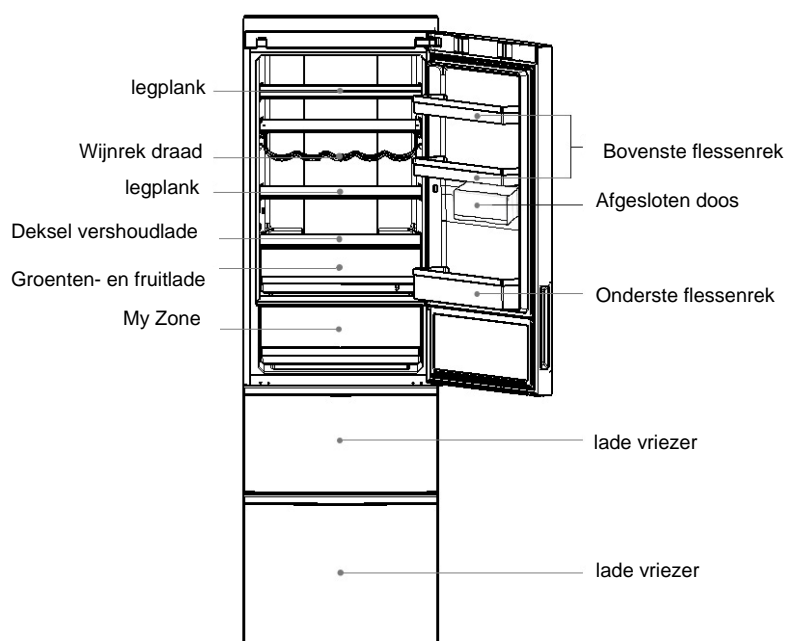 legplank
Wijnrek draad
legplank
Deksel vershoudlade
Groenten- en fruitlade
My Zone
Bovenste flessenrek
Afgesloten doos
Onderste flessenrek
lade vriezer
lade vriezer